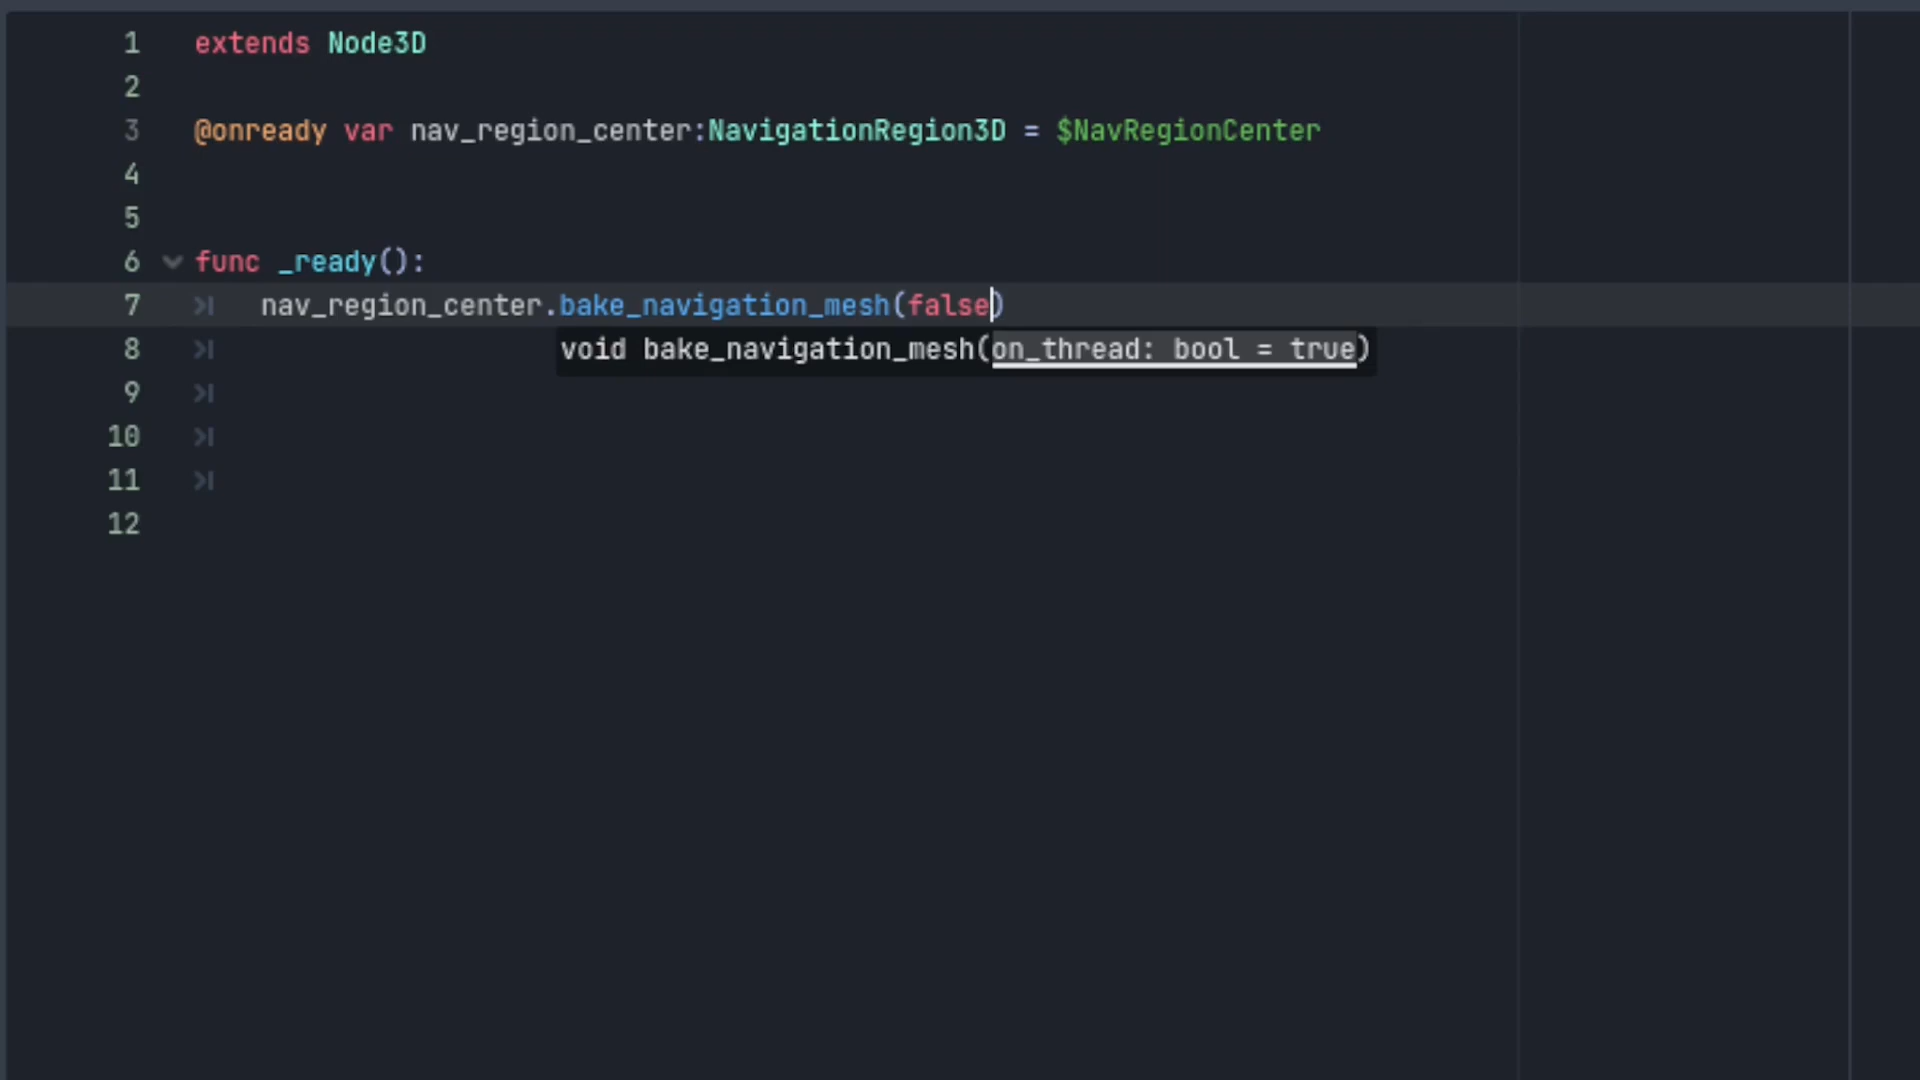 1 extends Node3D
2
3 @onready var nav_region_center:NavigationRegion3D = $NavRegionCenter
4
5
6 func _ready():
7 nav_region_center.bake_navigation_mesh(false)
8 void bake_navigation_mesh(on_thread: bool = true)
9
10
11
12